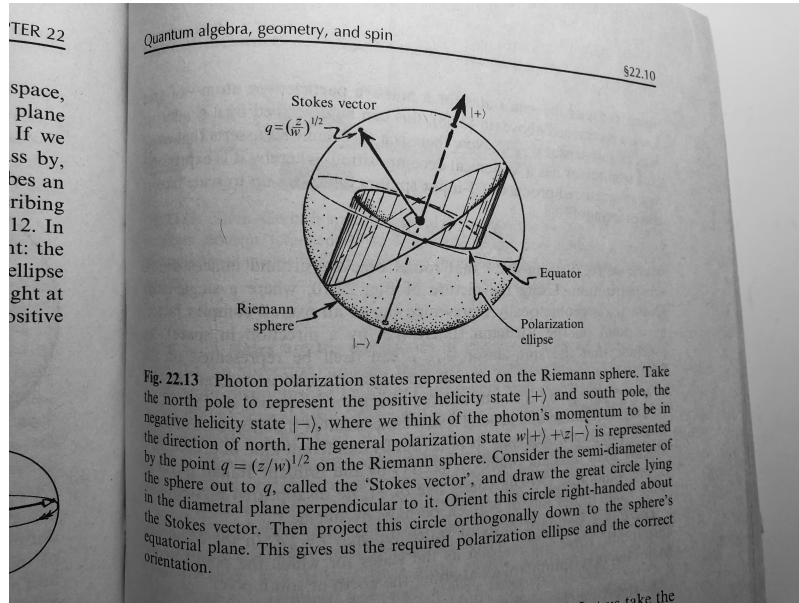 TER 22
space,
plane
If we
ss by,
bes an
ribing
12. In
nt: the
ellipse
ght at
ositive
Quantum algebra, geometry, and spin
§22.10
Stokes vector
q=(z/w)^1/2
|+⟩
Equator
Riemann
sphere
Polarization
ellipse
|−⟩
Fig. 22.13 Photon polarization states represented on the Riemann sphere. Take
the north pole to represent the positive helicity state |+⟩ and south pole, the
negative helicity state |−⟩, where we think of the photon's momentum to be in
the direction of north. The general polarization state w|+⟩ + z|−⟩ is represented
by the point q = (z/w)^1/2 on the Riemann sphere. Consider the semi-diameter of
the sphere out to q, called the 'Stokes vector', and draw the great circle lying
in the diametral plane perpendicular to it. Orient this circle right-handed about
the Stokes vector. Then project this circle orthogonally down to the sphere's
equatorial plane. This gives us the required polarization ellipse and the correct
orientation.
take the